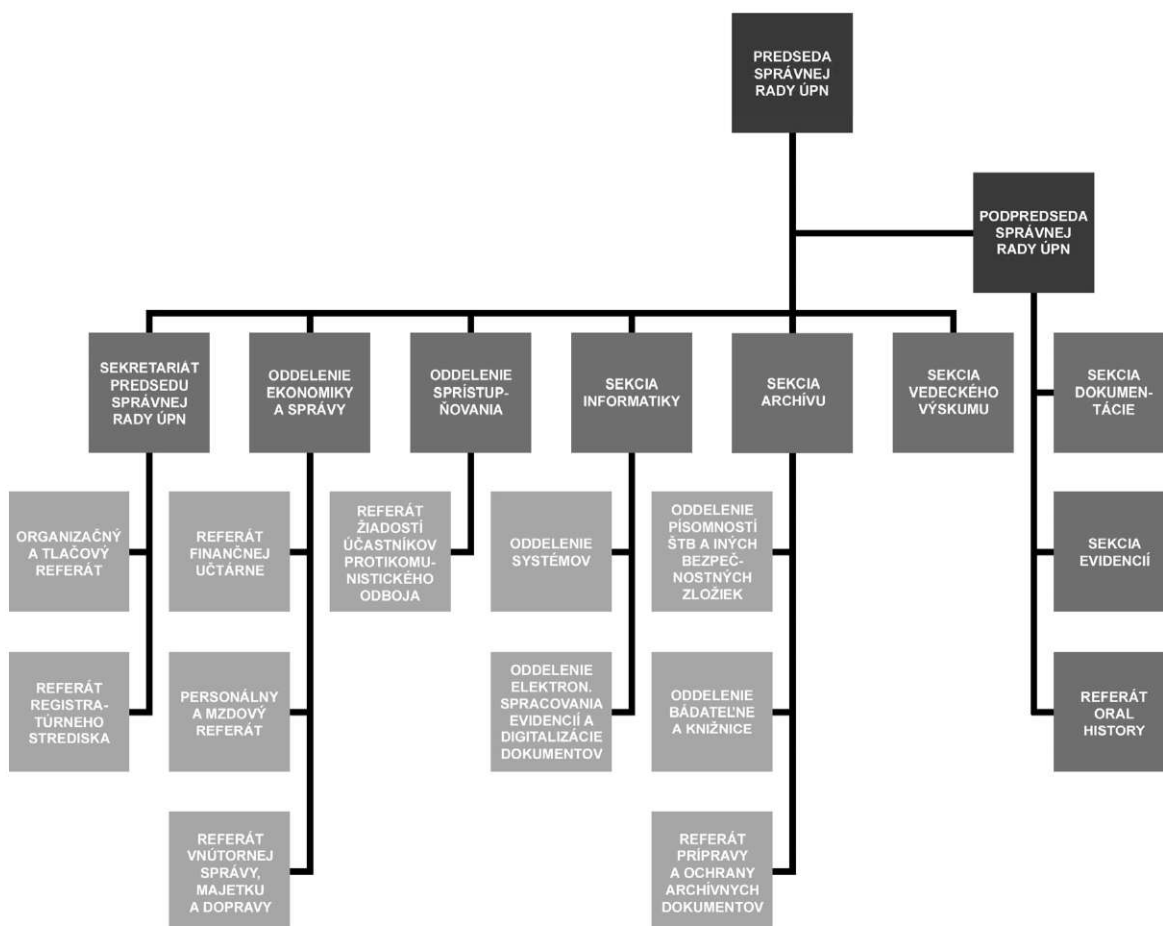 PREDSEDA
SPRÁVNEJ
RADY ÚPN
PODPREDSEDA
SPRÁVNEJ
RADY ÚPN
SEKRETARIÁT
PREDSEDU
SPRÁVNEJ
RADY ÚPN
ODDELENIE
EKONOMIKY
A SPRÁVY
ODDELENIE
SPRÍSTUP-
ŇOVANIA
SEKCIA
INFORMATIKY
SEKCIA
ARCHÍVU
SEKCIA
VEDECKÉHO
VÝSKUMU
SEKCIA
DOKUMEN-
TÁCIE
ORGANIZAČNÝ
A TLAČOVÝ
REFERÁT
REFERÁT
FINANČNEJ
UČTÁRNE
REFERÁT
ŽIADOSTÍ
ÚČASTNÍKOV
PROTIKOMU-
NISTICKÉHO
ODBOJA
ODDELENIE
SYSTÉMOV
ODDELENIE
PÍSOMNOSTÍ
ŠTB A INÝCH
BEZPEČ-
NOSTNÝCH
ZLOŽIEK
SEKCIA
EVIDENCIÍ
REFERÁT
REGISTRA-
TÚRNEHO
STREDISKA
PERSONÁLNY
A MZDOVÝ
REFERÁT
ODDELENIE
ELEKTRON.
SPRACOVANIA
EVIDENCIÍ A
DIGITALIZÁCIE
DOKUMENTOV
ODDELENIE
BÁDATEĽNE
A KNIŽNICE
REFERÁT
ORAL
HISTORY
REFERÁT
VNÚTORNEJ
SPRÁVY,
MAJETKU
A DOPRAVY
REFERÁT
PRÍPRAVY
A OCHRANY
ARCHÍVNYCH
DOKUMENTOV